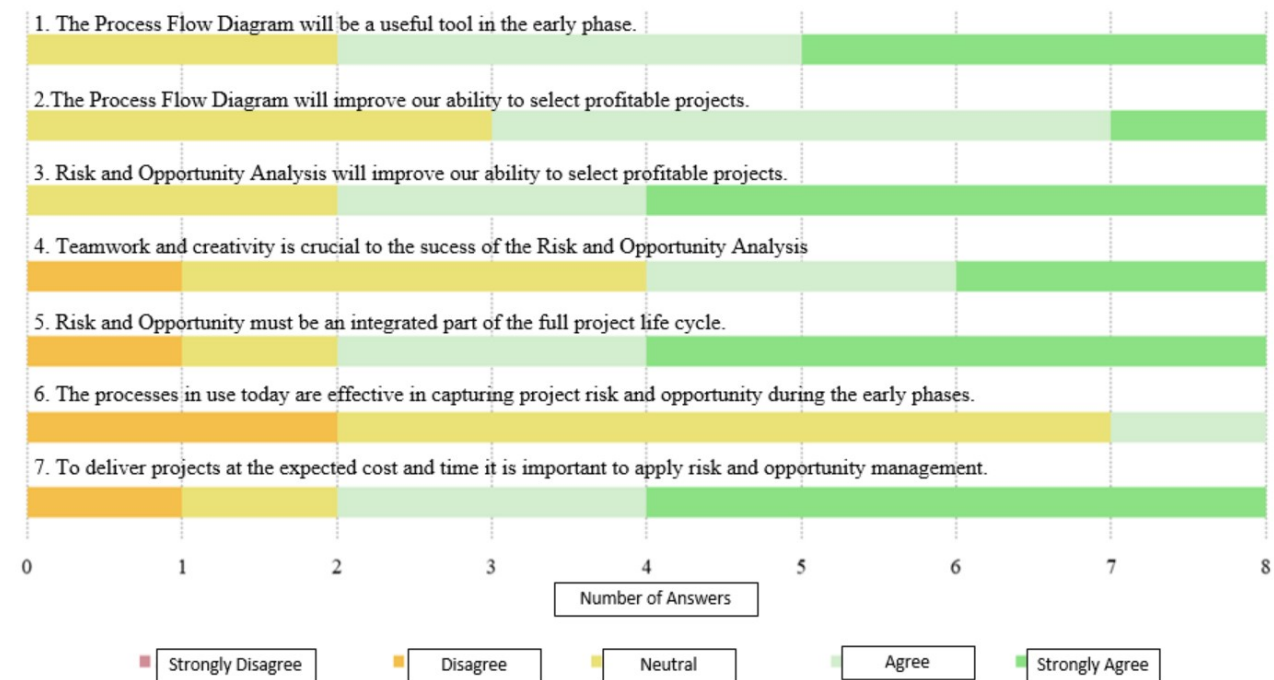 1. The Process Flow Diagram will be a useful tool in the early phase.
2.The Process Flow Diagram will improve our ability to select profitable projects.
3. Risk and Opportunity Analysis will improve our ability to select profitable projects.
4. Teamwork and creativity is crucial to the sucess of the Risk and Opportunity Analysis
5. Risk and Opportunity must be an integrated part of the full project life cycle.
6. The processes in use today are effective in capturing project risk and opportunity during the early phases.
7. To deliver projects at the expected cost and time it is important to apply risk and opportunity management.
0 1 2 3 4 5 6 7 8
Number of Answers
Strongly Disagree Disagree Neutral Agree Strongly Agree